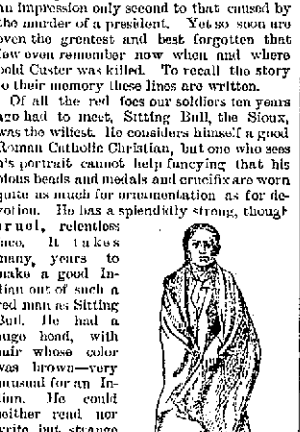 an impression only second to that caused by
the murder of a president. Yet so soon are
even the greatest and best forgotten that
few even remember now when and where
bold Custer was killed. To recall the story
to their memory these lines are written.
Of all the red foes our soldiers ten years
ago had to meet, Sitting Bull, the Sioux,
was the wiliest. He considers himself a good
Roman Catholic Christian, but one who sees
his portrait cannot help fancying that his
pious beads and medals and crucifix are worn
quite as much for ornamentation as for de-
votion. He has a splendidly strong, though
cruel, relentless
face. It takes
many years to
make a good In-
dian out of such a
red man as Sitting
Bull. He had a
huge head, with
hair whose color
was brown—very
unusual for an In-
dian. He could
neither read nor
write but strange